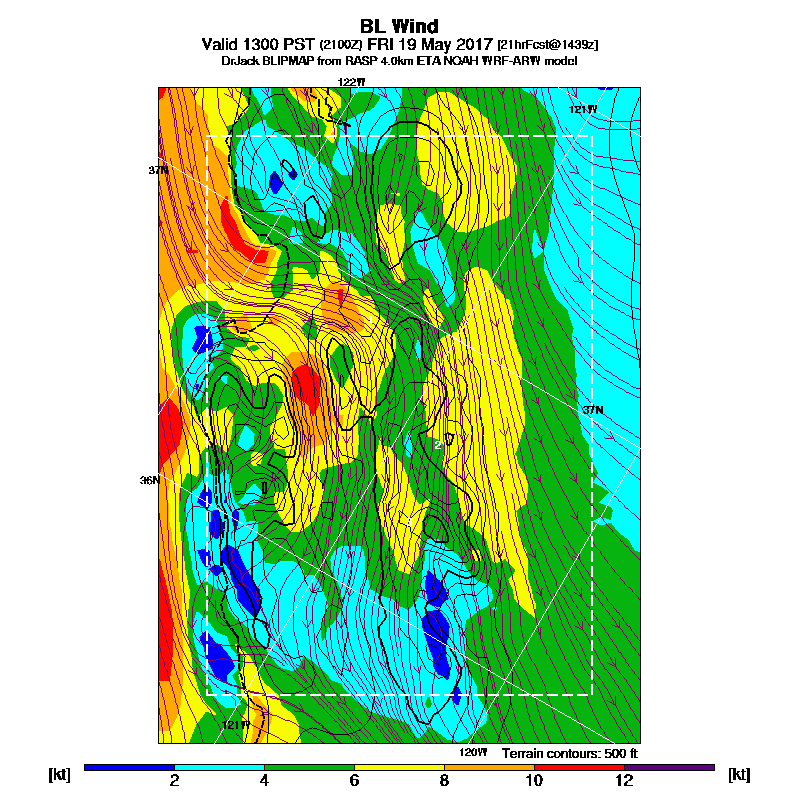 BL Wind
Valid 1300 PST (2100Z) FRI 19 May 2017 [21hrFcst@1439z]
DrJack BLIPMAP from RASP 4.0km ETA NOAH WRF-ARW model
122W
121W
37N
37N
2
36N
121W
120W
Terrain contours: 500 ft
[kt] 2 4 6 8 10 12 [kt]